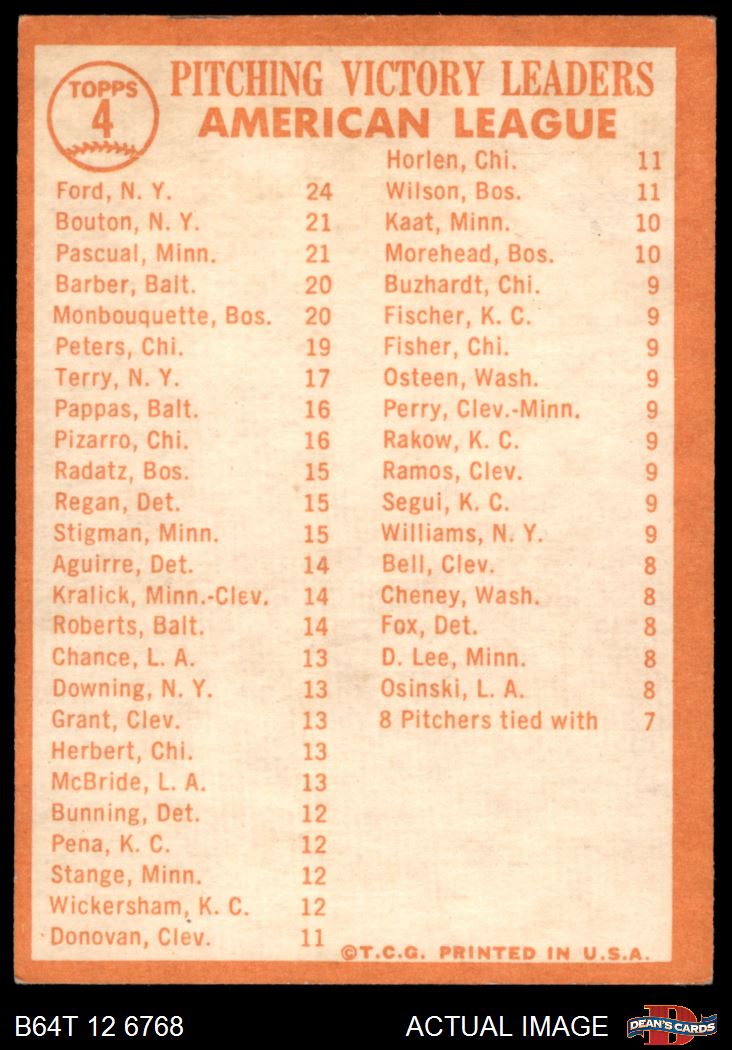 TOPPS
4
PITCHING VICTORY LEADERS
AMERICAN LEAGUE
Ford, N. Y. 24
Bouton, N. Y. 21
Pascual, Minn. 21
Barber, Balt. 20
Monbouquette, Bos. 20
Peters, Chi. 19
Terry, N. Y. 17
Pappas, Balt. 16
Pizarro, Chi. 16
Radatz, Bos. 15
Regan, Det. 15
Stigman, Minn. 15
Aguirre, Det. 14
Kralick, Minn.-Clev. 14
Roberts, Balt. 14
Chance, L. A. 13
Downing, N. Y. 13
Grant, Clev. 13
Herbert, Chi. 13
McBride, L. A. 13
Bunning, Det. 12
Pena, K. C. 12
Stange, Minn. 12
Wickersham, K. C. 12
Donovan, Clev. 11
Horlen, Chi. 11
Wilson, Bos. 11
Kaat, Minn. 10
Morehead, Bos. 10
Buzhardt, Chi. 9
Fischer, K. C. 9
Fisher, Chi. 9
Osteen, Wash. 9
Perry, Clev.-Minn. 9
Rakow, K. C. 9
Ramos, Clev. 9
Segui, K. C. 9
Williams, N. Y. 9
Bell, Clev. 8
Cheney, Wash. 8
Fox, Det. 8
D. Lee, Minn. 8
Osinski, L. A. 8
8 Pitchers tied with 7
©T.C.G. PRINTED IN U.S.A.
B64T 12 6768
ACTUAL IMAGE
D
DEAN'S CARDS